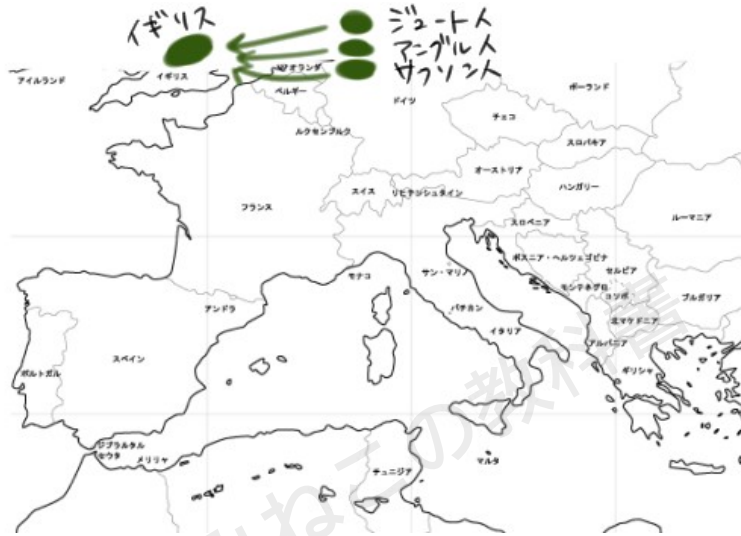 イギリス
ジュート人
アングル人
サクソン人
アイルランド
イギリス
オランダ
ベルギー
ドイツ
ポーランド
ルクセンブルク
チェコ
スロバキア
オーストリア
スイス
リヒテンシュタイン
ハンガリー
フランス
スロベニア
ルーマニア
モナコ
サン・マリノ
ボスニア・ヘルツェゴビナ
セルビア
モンテネグロ
コソボ
ブルガリア
アンドラ
バチカン
北マケドニア
イタリア
アルバニア
スペイン
ポルトガル
ギリシャ
ジブラルタル
セウタ
メリリャ
チュニジア
マルタ
ねこの教科書